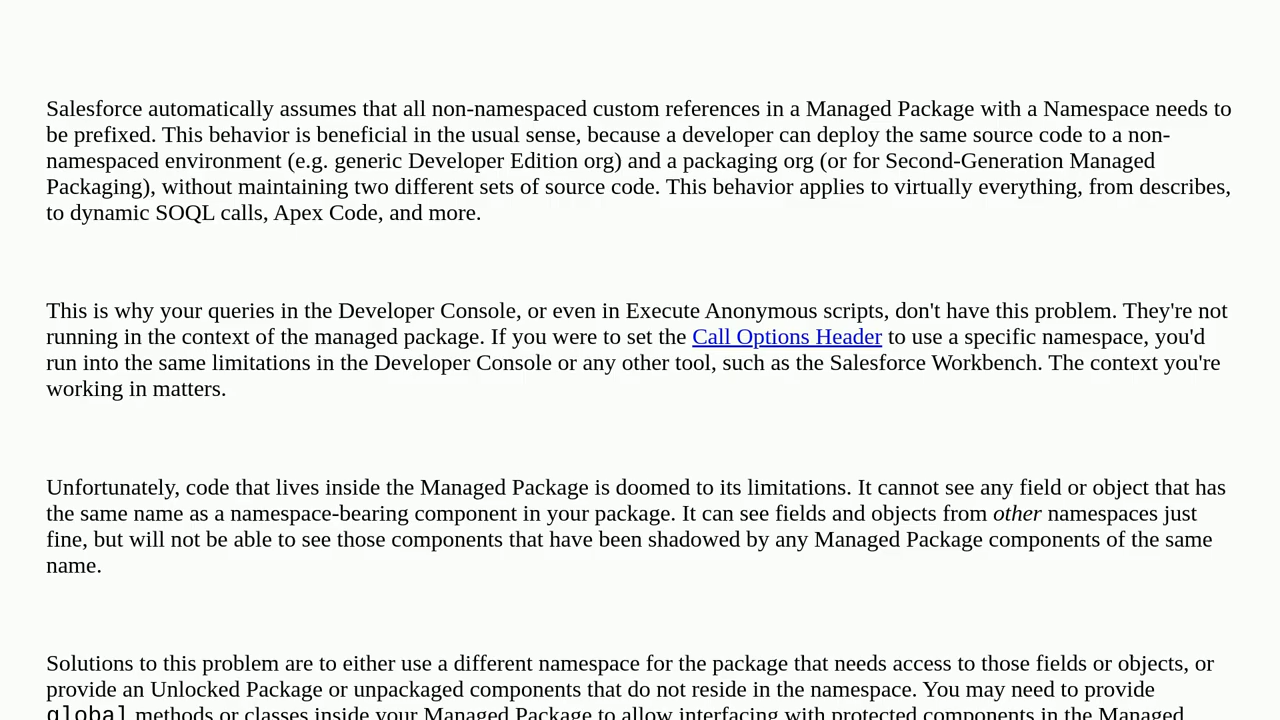 Salesforce automatically assumes that all non-namespaced custom references in a Managed Package with a Namespace needs to
be prefixed. This behavior is beneficial in the usual sense, because a developer can deploy the same source code to a non-
namespaced environment (e.g. generic Developer Edition org) and a packaging org (or for Second-Generation Managed
Packaging), without maintaining two different sets of source code. This behavior applies to virtually everything, from describes,
to dynamic SOQL calls, Apex Code, and more.
This is why your queries in the Developer Console, or even in Execute Anonymous scripts, don't have this problem. They're not
running in the context of the managed package. If you were to set the Call Options Header to use a specific namespace, you'd
run into the same limitations in the Developer Console or any other tool, such as the Salesforce Workbench. The context you're
working in matters.
Unfortunately, code that lives inside the Managed Package is doomed to its limitations. It cannot see any field or object that has
the same name as a namespace-bearing component in your package. It can see fields and objects from other namespaces just
fine, but will not be able to see those components that have been shadowed by any Managed Package components of the same
name.
Solutions to this problem are to either use a different namespace for the package that needs access to those fields or objects, or
provide an Unlocked Package or unpackaged components that do not reside in the namespace. You may need to provide
global methods or classes inside your Managed Package to allow interfacing with protected components in the Managed